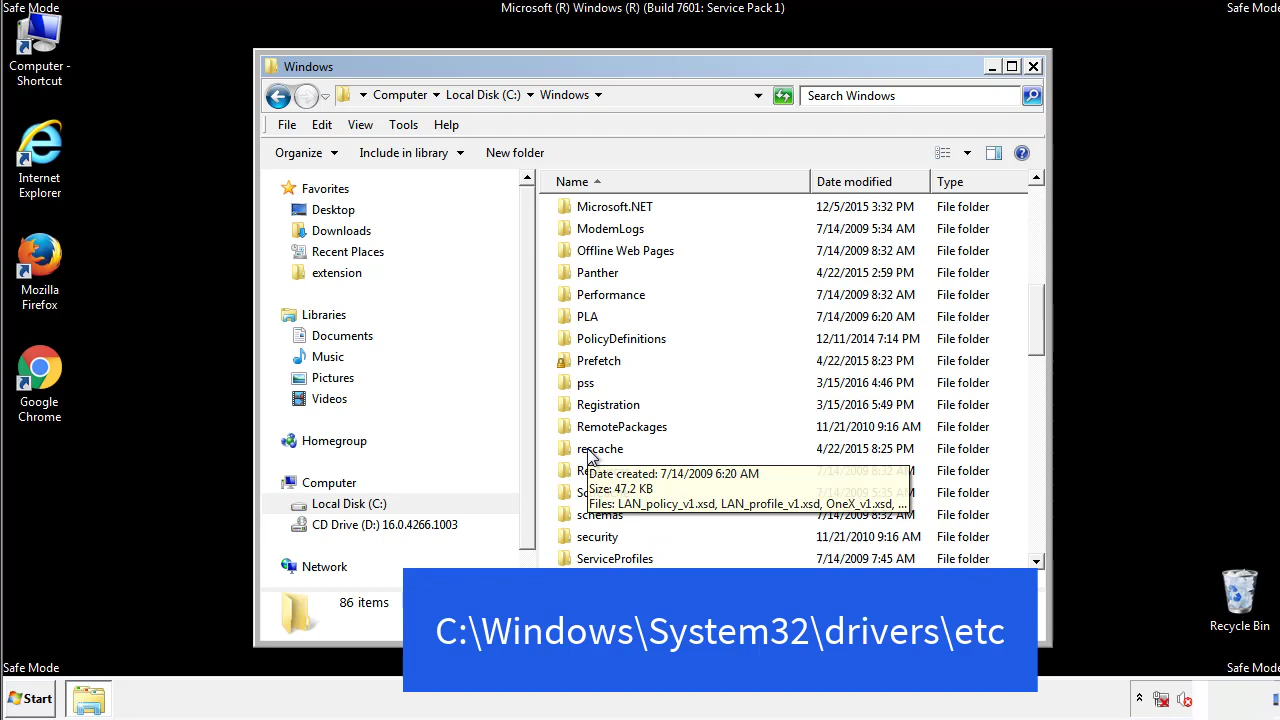 Safe Mode
Microsoft (R) Windows (R) (Build 7601: Service Pack 1)
Safe Mode
Computer -
Shortcut
Internet
Explorer
Mozilla
Firefox
Google
Chrome
Windows
Computer
Local Disk (C:)
Windows
Search Windows
File
Edit
View
Tools
Help
Organize
Include in library
New folder
Favorites
Desktop
Downloads
Recent Places
extension
Libraries
Documents
Music
Pictures
Videos
Homegroup
Computer
Local Disk (C:)
CD Drive (D:) 16.0.4266.1003
Network
Name Date modified Type
Microsoft.NET 12/5/2015 3:32 PM File folder
ModemLogs 7/14/2009 5:34 AM File folder
Offline Web Pages 7/14/2009 8:32 AM File folder
Panther 4/22/2015 2:59 PM File folder
Performance 7/14/2009 8:32 AM File folder
PLA 7/14/2009 6:20 AM File folder
PolicyDefinitions 12/11/2014 7:14 PM File folder
Prefetch 4/22/2015 8:23 PM File folder
pss 3/15/2016 4:46 PM File folder
Registration 3/15/2016 5:49 PM File folder
RemotePackages 11/21/2010 9:16 AM File folder
rescache 4/22/2015 8:25 PM File folder
7/14/2009 8:32 AM File folder
Date created: 7/14/2009 6:20 AM
Size: 47.2 KB
7/14/2009 5:35 AM File folder
Files: LAN_policy_v1.xsd, LAN_profile_v1.xsd, OneX_v1.xsd, ...
schemas 7/14/2009 8:32 AM File folder
security 11/21/2010 9:16 AM File folder
ServiceProfiles 7/14/2009 7:45 AM File folder
86 items
C:\Windows\System32\drivers\etc
Recycle Bin
Safe Mode
Safe Mode
Start